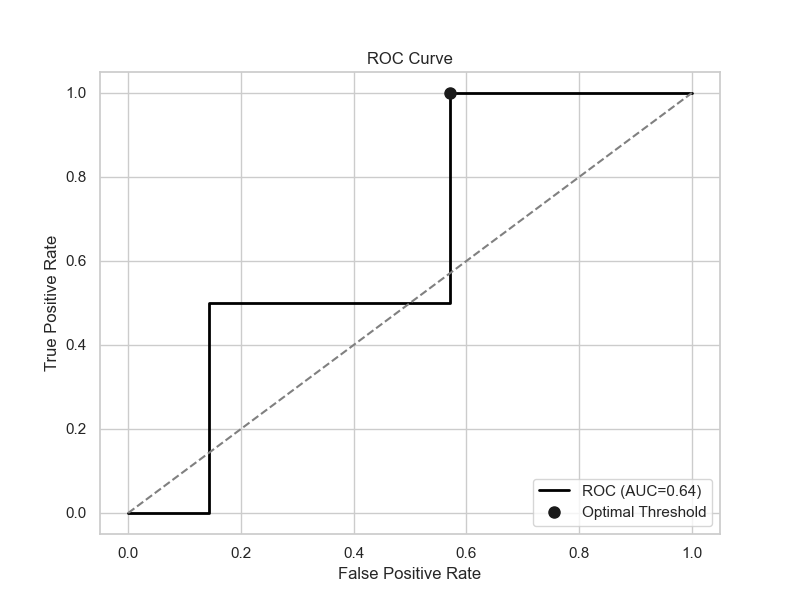 ROC Curve
1.0
0.8
0.6
0.4
0.2
0.0
True Positive Rate
ROC (AUC=0.64)
Optimal Threshold
0.0 0.2 0.4 0.6 0.8 1.0
False Positive Rate